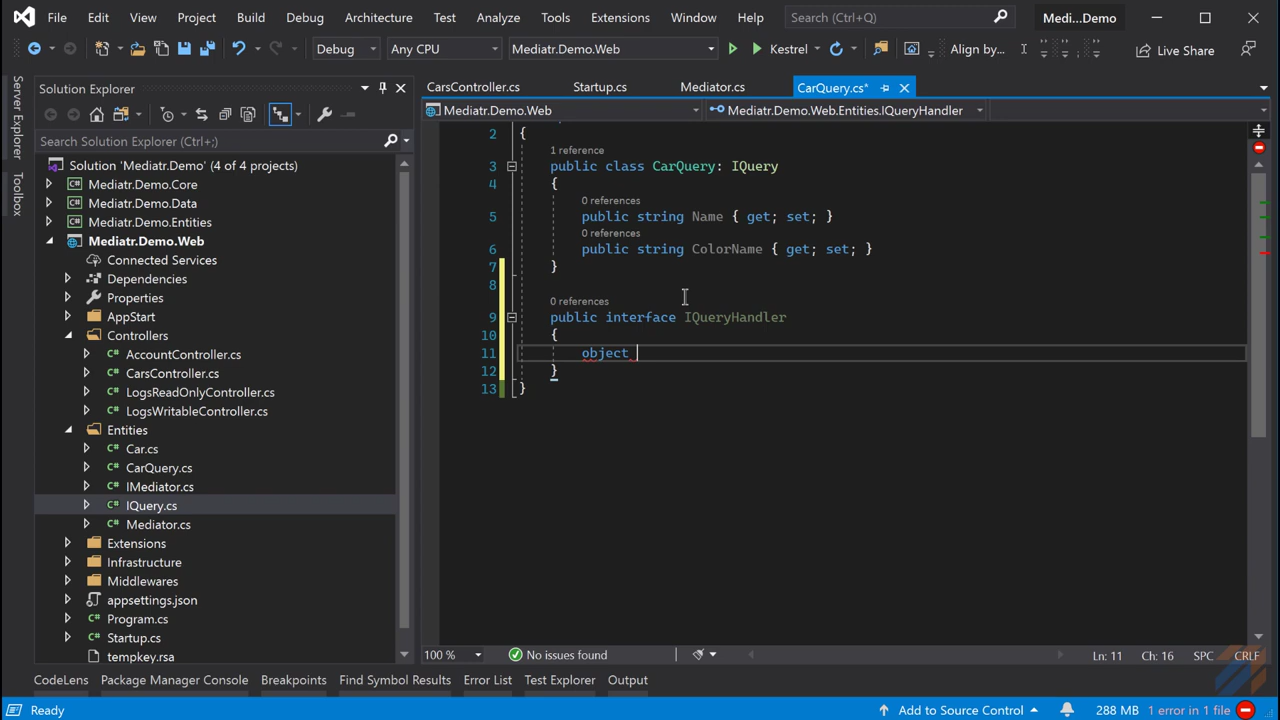 File Edit View Project Build Debug Architecture Test Analyze Tools Extensions Window Help Search (Ctrl+Q) Medi...Demo
Debug Any CPU Mediatr.Demo.Web Kestrel Align by... Live Share
Server Explorer
Toolbox
Solution Explorer
Search Solution Explorer (Ctrl+;)
Solution 'Mediatr.Demo' (4 of 4 projects)
Mediatr.Demo.Core
Mediatr.Demo.Data
Mediatr.Demo.Entities
Mediatr.Demo.Web
Connected Services
Dependencies
Properties
AppStart
Controllers
C# AccountController.cs
C# CarsController.cs
C# LogsReadOnlyController.cs
C# LogsWritableController.cs
Entities
C# Car.cs
C# CarQuery.cs
C# IMediator.cs
C# IQuery.cs
C# Mediator.cs
Extensions
Infrastructure
Middlewares
appsettings.json
C# Program.cs
C# Startup.cs
tempkey.rsa
CarsController.cs Startup.cs Mediator.cs CarQuery.cs*
Mediatr.Demo.Web Mediatr.Demo.Web.Entities.IQueryHandler
2 {
1 reference
3 public class CarQuery: IQuery
4 {
0 references
5 public string Name { get; set; }
0 references
6 public string ColorName { get; set; }
7 }
8
0 references
9 public interface IQueryHandler
10 {
11 object
12 }
13 }
100 % No issues found Ln: 11 Ch: 16 SPC CRLF
CodeLens Package Manager Console Breakpoints Find Symbol Results Error List Test Explorer Output
Ready Add to Source Control 288 MB 1 error in 1 file